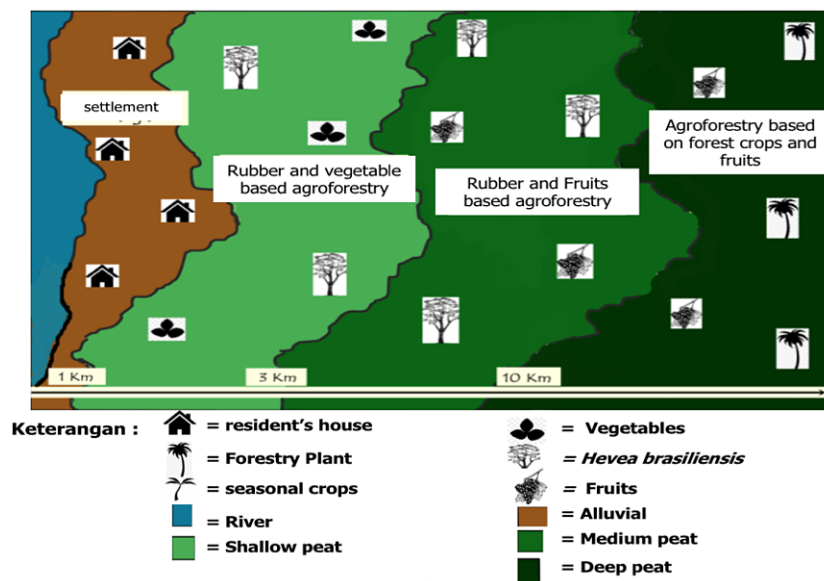 settlement
Rubber and vegetable
based agroforestry
Rubber and Fruits
based agroforestry
Agroforestry based
on forest crops and
fruits
1 Km
3 Km
10 Km
Keterangan :
= resident's house
= Forestry Plant
= seasonal crops
= River
= Shallow peat
= Vegetables
= Hevea brasiliensis
= Fruits
= Alluvial
= Medium peat
= Deep peat